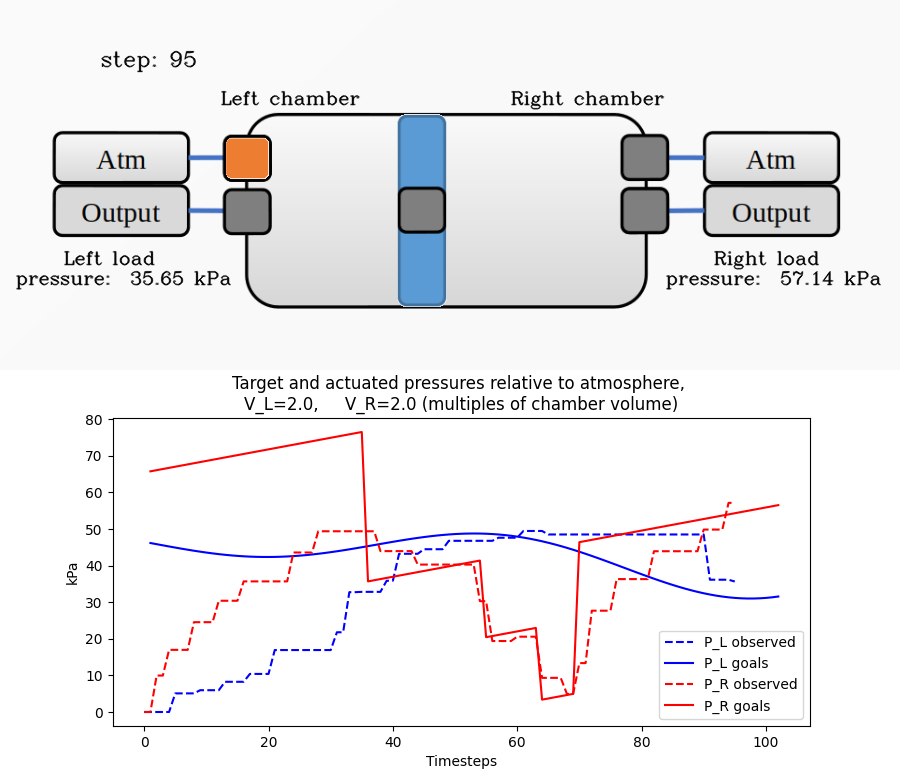 step: 95
Left chamber
Right chamber
Atm
Atm
Output
Output
Left load
pressure: 35.65 kPa
Right load
pressure: 57.14 kPa
Target and actuated pressures relative to atmosphere,
V_L=2.0, V_R=2.0 (multiples of chamber volume)
80
70
60
50
40
30
20
10
0
kPa
P_L observed
P_L goals
P_R observed
P_R goals
0 20 40 60 80 100
Timesteps